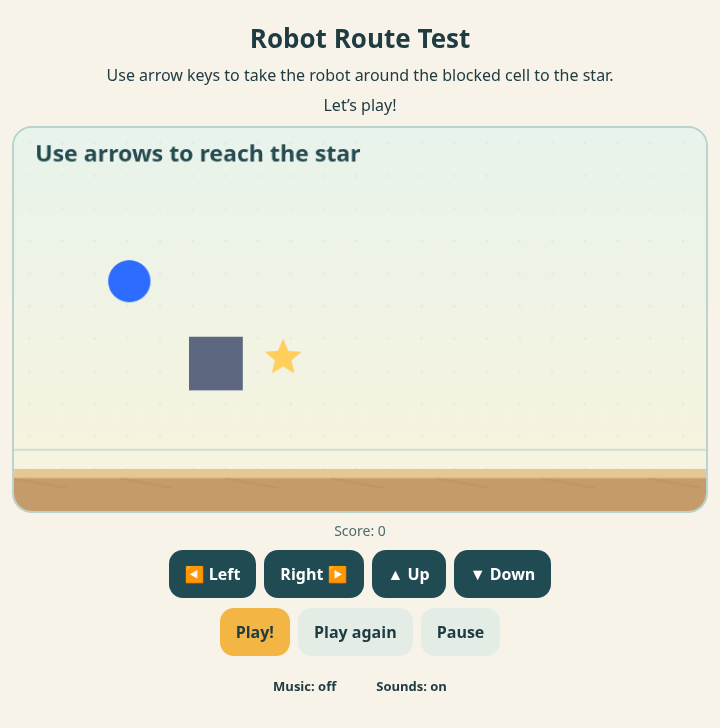 Robot Route Test
Use arrow keys to take the robot around the blocked cell to the star.
Let’s play!
Use arrows to reach the star
Score: 0
◀️ Left Right ▶️ ▲ Up ▼ Down
Play! Play again Pause
Music: off Sounds: on